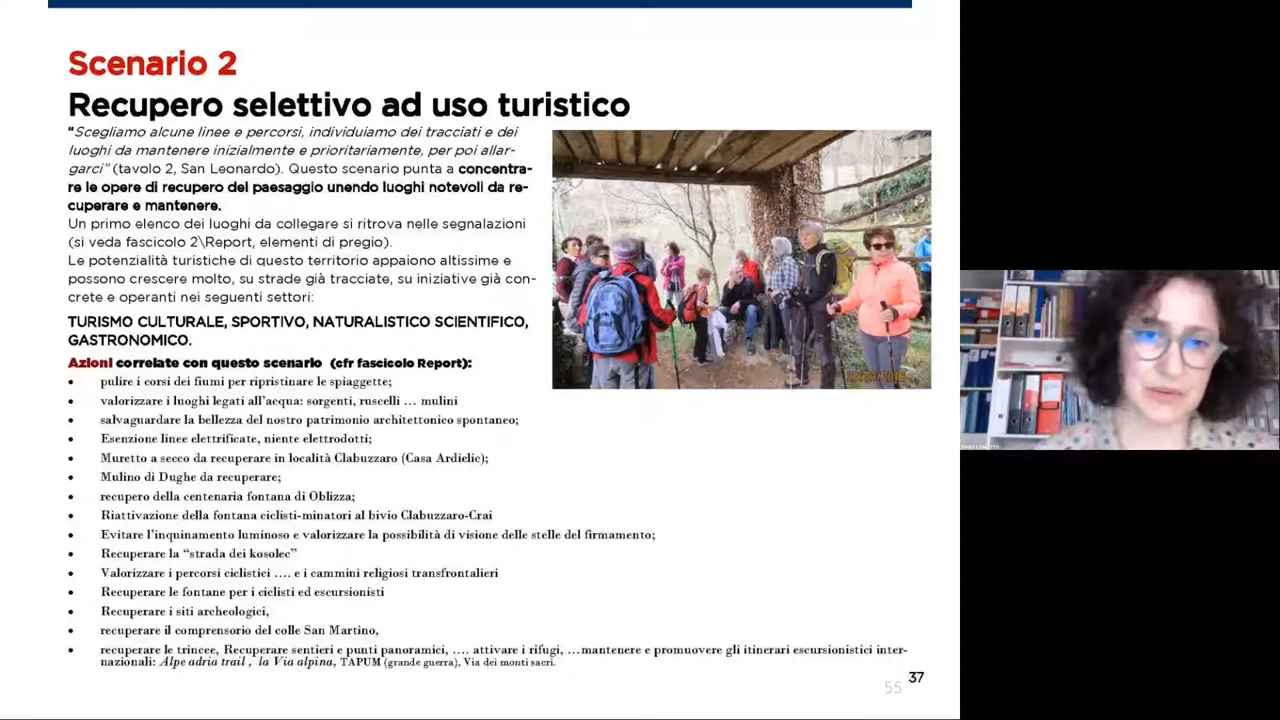 Scenario 2
Recupero selettivo ad uso turistico
“Scegliamo alcune linee e percorsi, individuiamo dei tracciati e dei
luoghi da mantenere inizialmente e prioritariamente, per poi allar-
garci” (tavolo 2, San Leonardo). Questo scenario punta a concentra-
re le opere di recupero del paesaggio unendo luoghi notevoli da re-
cuperare e mantenere.
Un primo elenco dei luoghi da collegare si ritrova nelle segnalazioni
(si veda fascicolo 2\Report, elementi di pregio).
Le potenzialità turistiche di questo territorio appaiono altissime e
possono crescere molto, su strade già tracciate, su iniziative già con-
crete e operanti nei seguenti settori:
TURISMO CULTURALE, SPORTIVO, NATURALISTICO SCIENTIFICO,
GASTRONOMICO.
Azioni correlate con questo scenario (cfr fascicolo Report):
• pulire i corsi dei fiumi per ripristinare le spiaggette;
• valorizzare i luoghi legati all’acqua: sorgenti, ruscelli … mulini
• salvaguardare la bellezza del nostro patrimonio architettonico spontaneo;
• Esenzione linee elettrificate, niente elettrodotti;
• Muretto a secco da recuperare in località Clabuzzaro (Casa Ardielic);
• Mulino di Dughe da recuperare;
• recupero della centenaria fontana di Oblizza;
• Riattivazione della fontana ciclisti-minatori al bivio Clabuzzaro-Crai
• Evitare l’inquinamento luminoso e valorizzare la possibilità di visione delle stelle del firmamento;
• Recuperare la “strada dei kosolec”
• Valorizzare i percorsi ciclistici …. e i cammini religiosi transfrontalieri
• Recuperare le fontane per i ciclisti ed escursionisti
• Recuperare i siti archeologici,
• recuperare il comprensorio del colle San Martino,
• recuperare le trincee, Recuperare sentieri e punti panoramici, …. attivare i rifugi, …mantenere e promuovere gli itinerari escursionistici inter-
nazionali: Alpe adria trail , la Via alpina, TAPUM (grande guerra), Via dei monti sacri.
37
55